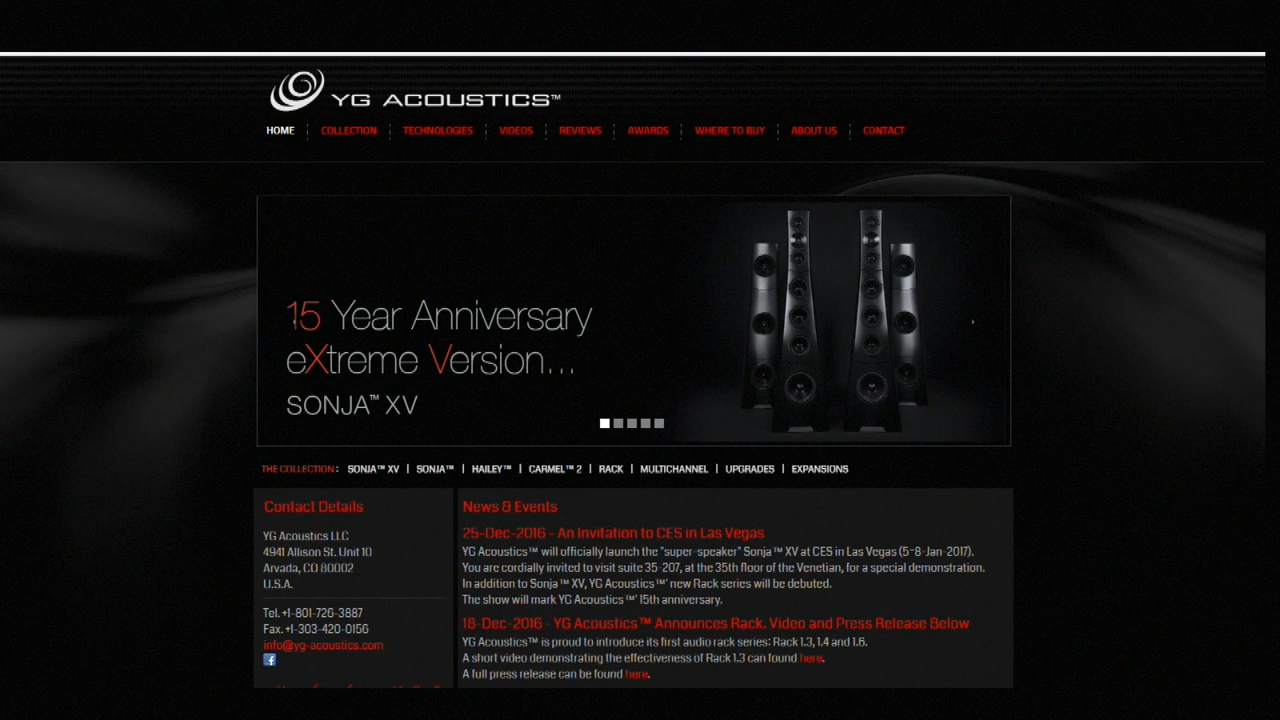 YG ACOUSTICS™
HOME COLLECTION TECHNOLOGIES VIDEOS REVIEWS AWARDS WHERE TO BUY ABOUT US CONTACT
15 Year Anniversary
eXtreme Version...
SONJA™ XV
THE COLLECTION: SONJA™ XV | SONJA™ | HAILEY™ | CARMEL™ 2 | RACK | MULTICHANNEL | UPGRADES | EXPANSIONS
Contact Details
YG Acoustics LLC
4941 Allison St. Unit 10
Arvada, CO 80002
U.S.A.
Tel. +1-801-726-3887
Fax. +1-303-420-0156
info@yg-acoustics.com
News & Events
25-Dec-2016 - An Invitation to CES in Las Vegas
YG Acoustics™ will officially launch the "super-speaker" Sonja™ XV at CES in Las Vegas (5-8-Jan-2017).
You are cordially invited to visit suite 35-207, at the 35th floor of the Venetian, for a special demonstration.
In addition to Sonja™ XV, YG Acoustics™' new Rack series will be debuted.
The show will mark YG Acoustics™' 15th anniversary.
18-Dec-2016 - YG Acoustics™ Announces Rack. Video and Press Release Below
YG Acoustics™ is proud to introduce its first audio rack series: Rack 1.3, 1.4 and 1.6.
A short video demonstrating the effectiveness of Rack 1.3 can found here.
A full press release can be found here.